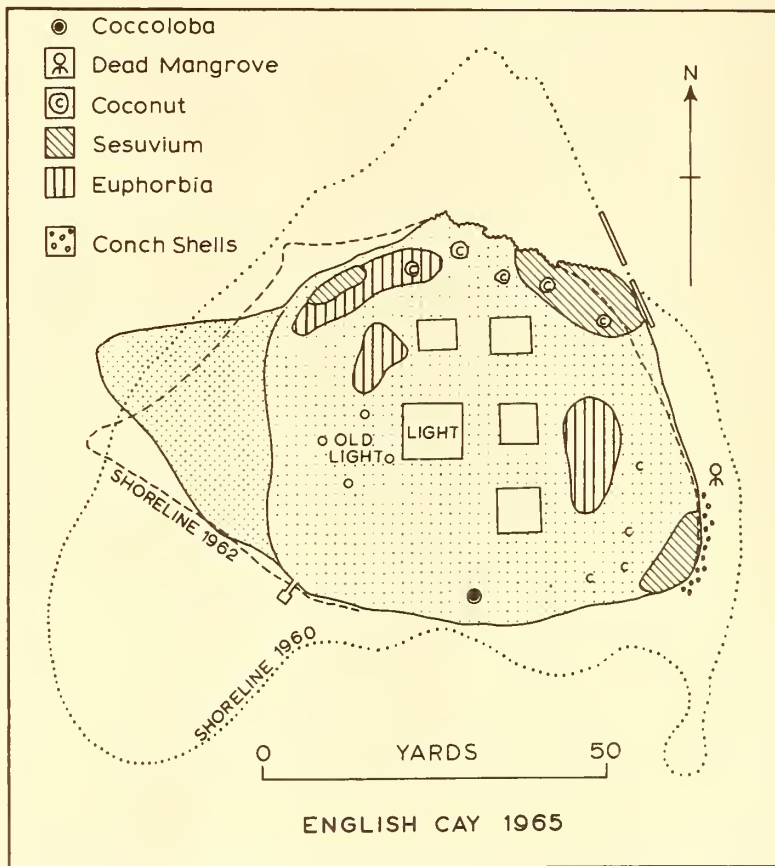 Coccoloba
Dead Mangrove
C Coconut
Sesuvium
Euphorbia
Conch Shells
N
C
C
C
C
C
LIGHT
OLD
LIGHT
C
C
C
C
SHORELINE 1962
SHORELINE 1960
0 YARDS 50
ENGLISH CAY 1965